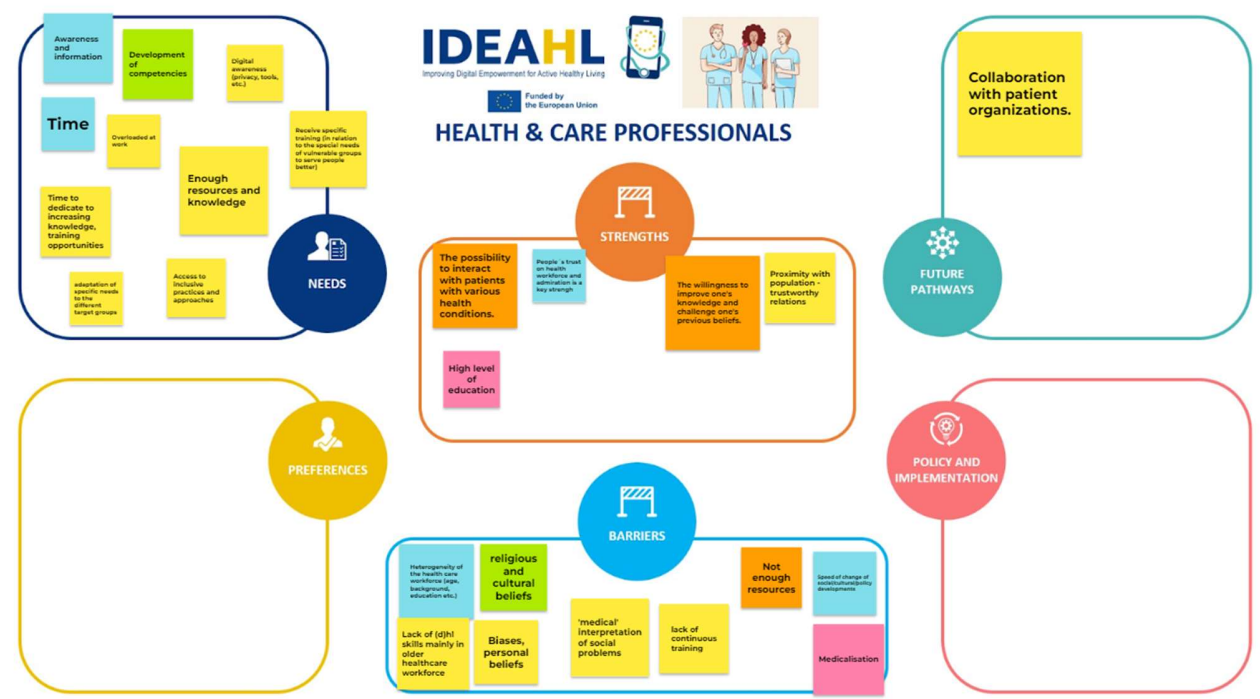 IDEAHL
Improving Digital Empowerment for Active Healthy Living
Funded by
the European Union
HEALTH & CARE PROFESSIONALS
Awareness
and
information
Development
of
competencies
Digital
awareness
(privacy, tools,
etc.)
Time
Overloaded at
work
Receive specific
training (in relation
to the special needs
of vulnerable groups
to serve people
better)
Enough
resources and
knowledge
Time to
dedicate to
increasing
knowledge,
training
opportunities
adaptation of
specific needs
to the
different
target groups
Access to
inclusive
practices and
approaches
NEEDS
STRENGTHS
The possibility
to interact
with patients
with various
health
conditions.
People´s trust
on health
workforce and
admiration is a
key strengh
The willingness to
improve one's
knowledge and
challenge one's
previous beliefs.
Proximity with
population -
trustworthy
relations
High level
of
education
Collaboration
with patient
organizations.
FUTURE
PATHWAYS
PREFERENCES
POLICY AND
IMPLEMENTATION
BARRIERS
Heterogeneity of
the health care
workforce (age,
background,
education etc.)
religious
and
cultural
beliefs
Not
enough
resources
Speed of change of
social/cultural/policy
developments
Lack of (d)hl
skills mainly in
older
healthcare
workforce
Biases,
personal
beliefs
'medical'
interpretation
of social
problems
lack of
continuous
training
Medicalisation